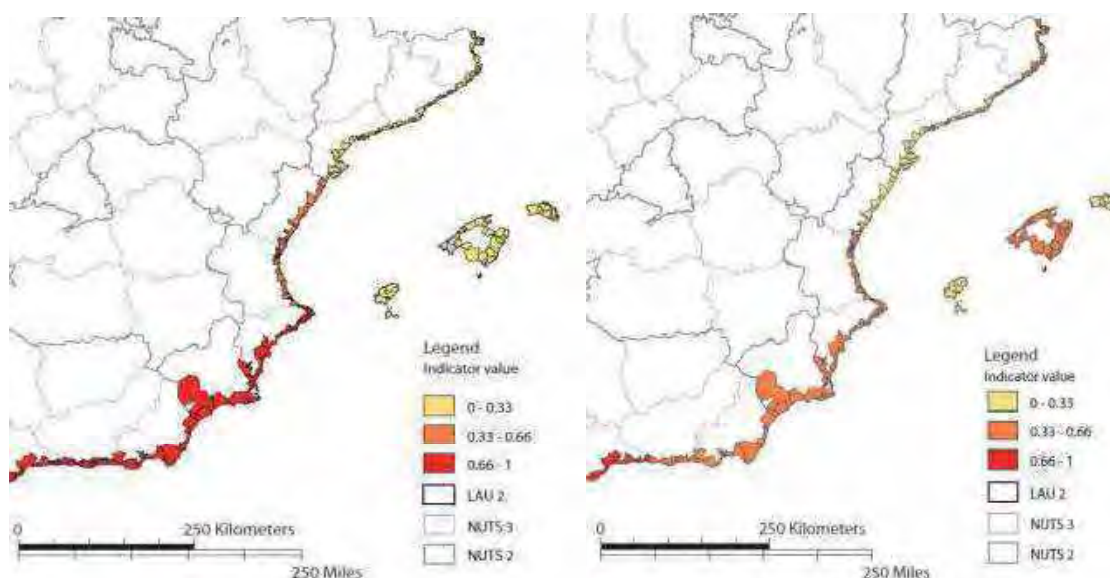 Legend
Indicator value
0 - 0.33
0.33 - 0.66
0.66 - 1
LAU 2
NUTS 3
NUTS 2
0 250 Kilometers
250 Miles
Legend
Indicator value
0 - 0.33
0.33 - 0.66
0.66 - 1
LAU 2
NUTS 3
NUTS 2
0 250 Kilometers
250 Miles